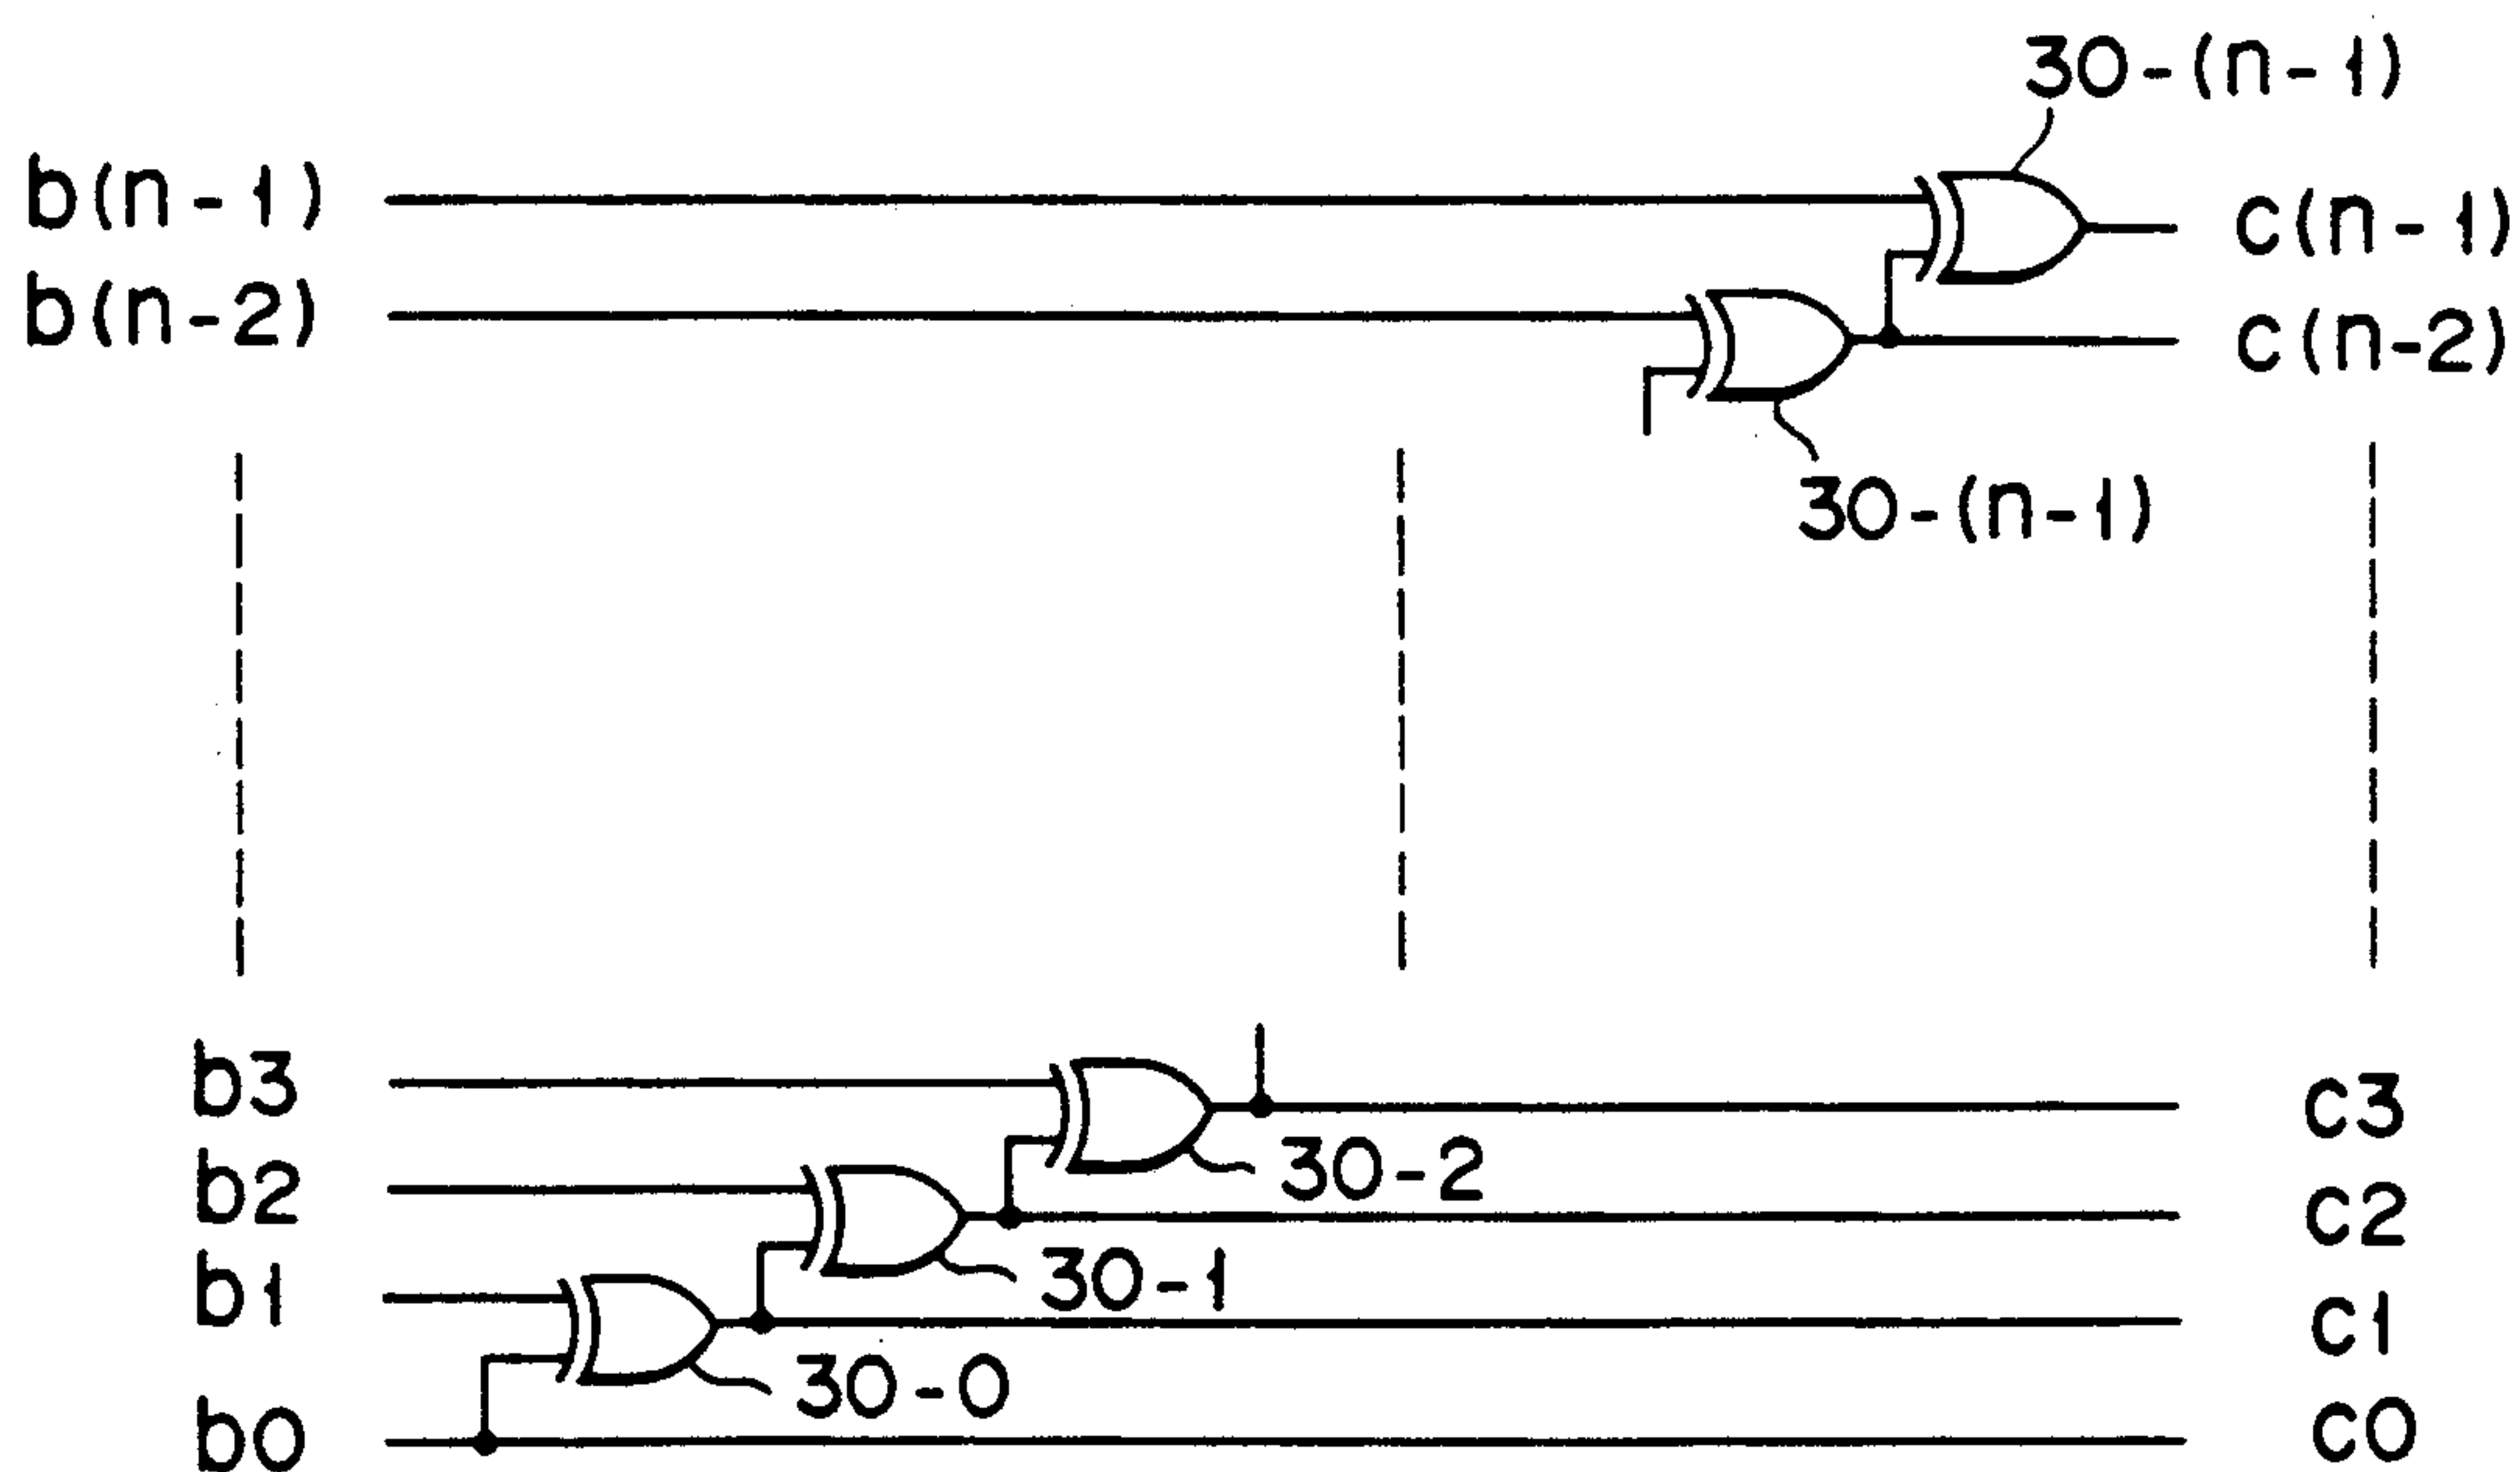 30-(n-1)
b(n-1)
c(n-1)
b(n-2)
c(n-2)
30-(n-1)
b3
c3
30-2
b2
c2
30-1
b1
c1
30-0
b0
c0